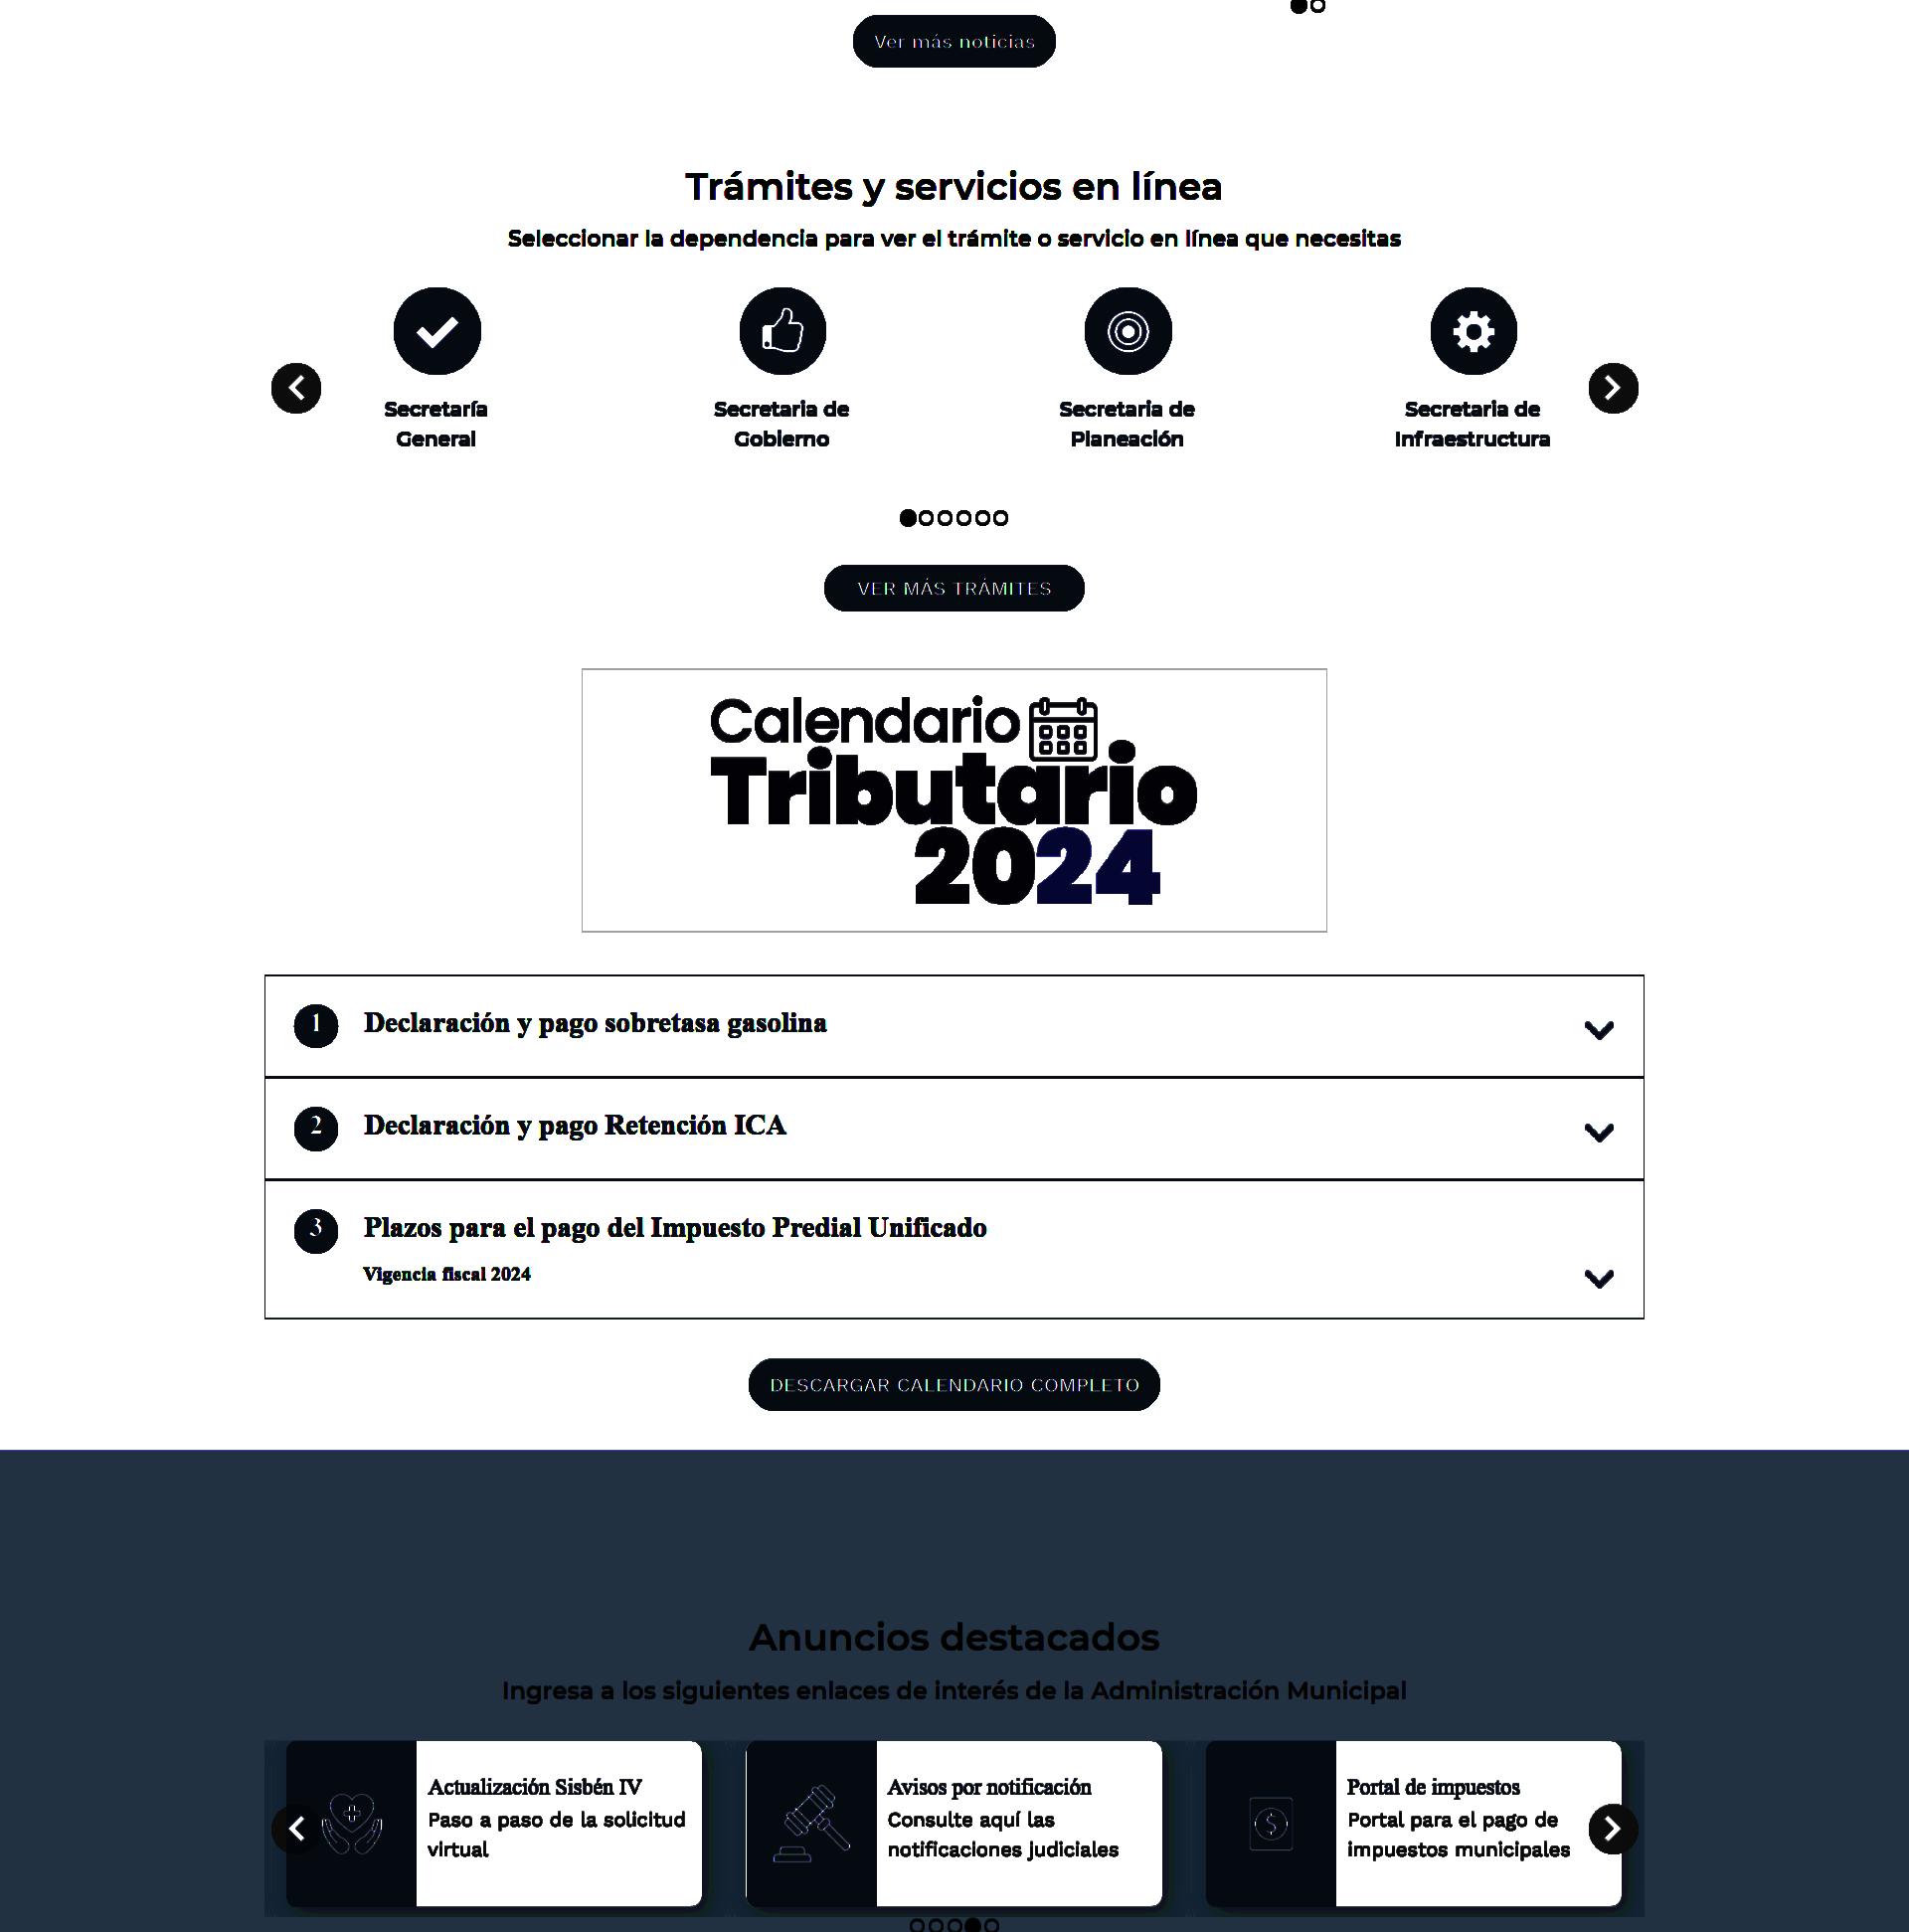 Ver más noticias
Trámites y servicios en línea
Seleccionar la dependencia para ver el trámite o servicio en línea que necesitas
Secretaría
General
Secretaria de
Gobierno
Secretaria de
Planeación
Secretaria de
Infraestructura
VER MÁS TRÁMITES
Calendario
Tributario
2024
1 Declaración y pago sobretasa gasolina
2 Declaración y pago Retención ICA
3 Plazos para el pago del Impuesto Predial Unificado
Vigencia fiscal 2024
DESCARGAR CALENDARIO COMPLETO
Anuncios destacados
Ingresa a los siguientes enlaces de interés de la Administración Municipal
Actualización Sisbén IV
Paso a paso de la solicitud
virtual
Avisos por notificación
Consulte aquí las
notificaciones judiciales
$
Portal de impuestos
Portal para el pago de
impuestos municipales